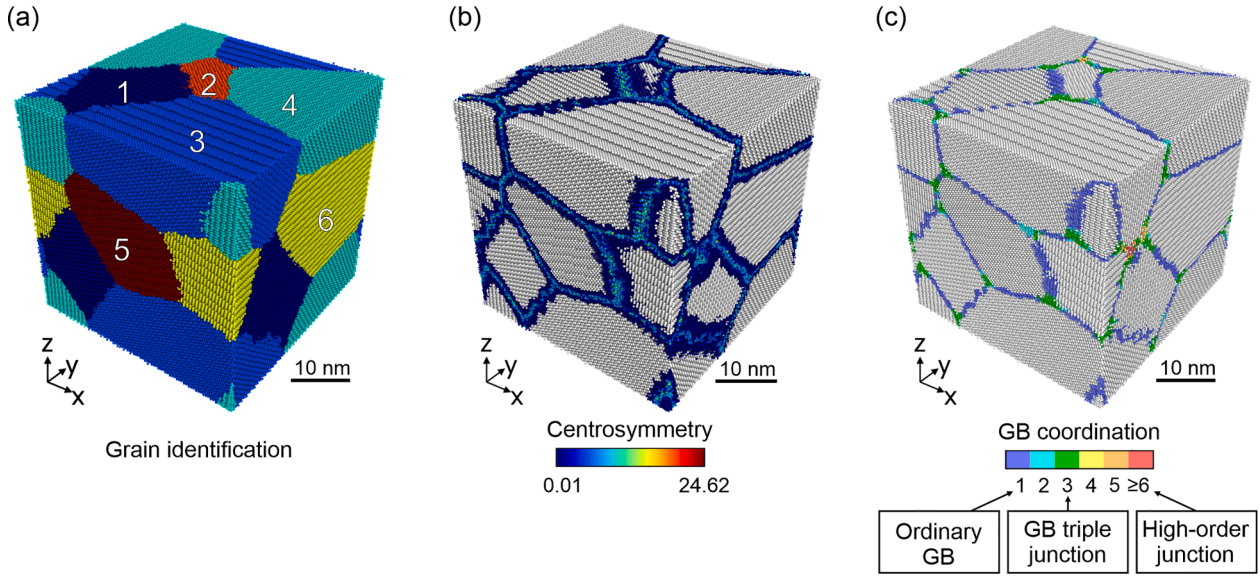 (a)
1
2
3
4
5
6
z
y
x
10 nm
Grain identification
(b)
z
y
x
10 nm
Centrosymmetry
0.01 24.62
(c)
z
y
x
10 nm
GB coordination
1 2 3 4 5 ≥6
Ordinary
GB
GB triple
junction
High-order
junction